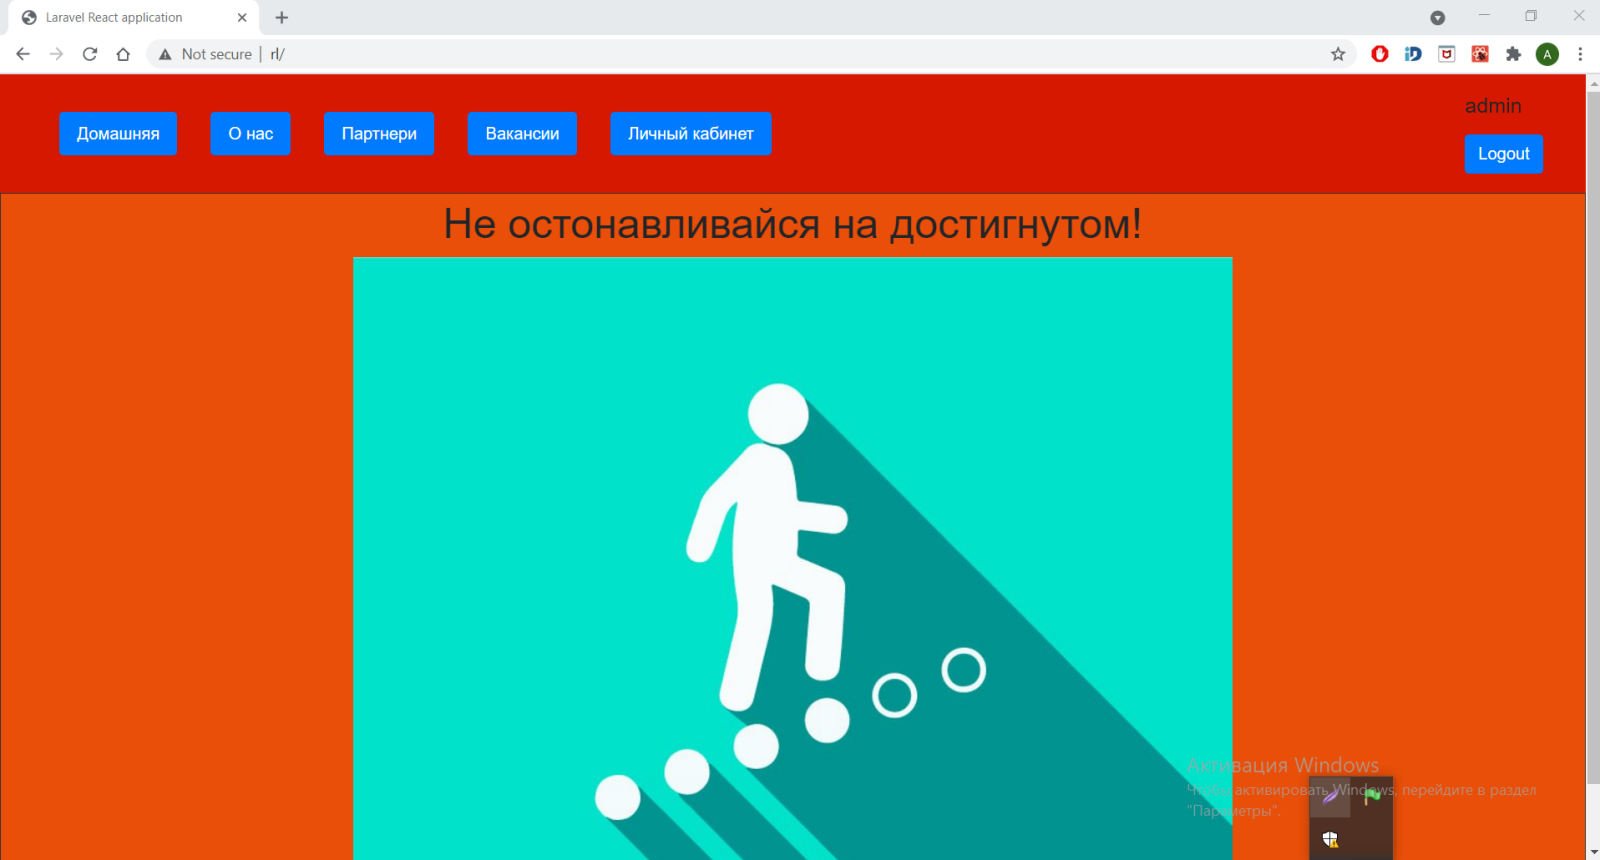 Laravel React application
Not secure | rl/
A
admin
Домашняя
О нас
Партнери
Вакансии
Личный кабинет
Logout
Не остонавливайся на достигнутом!
Активация Windows
Чтобы активировать Windows, перейдите в раздел
"Параметры".